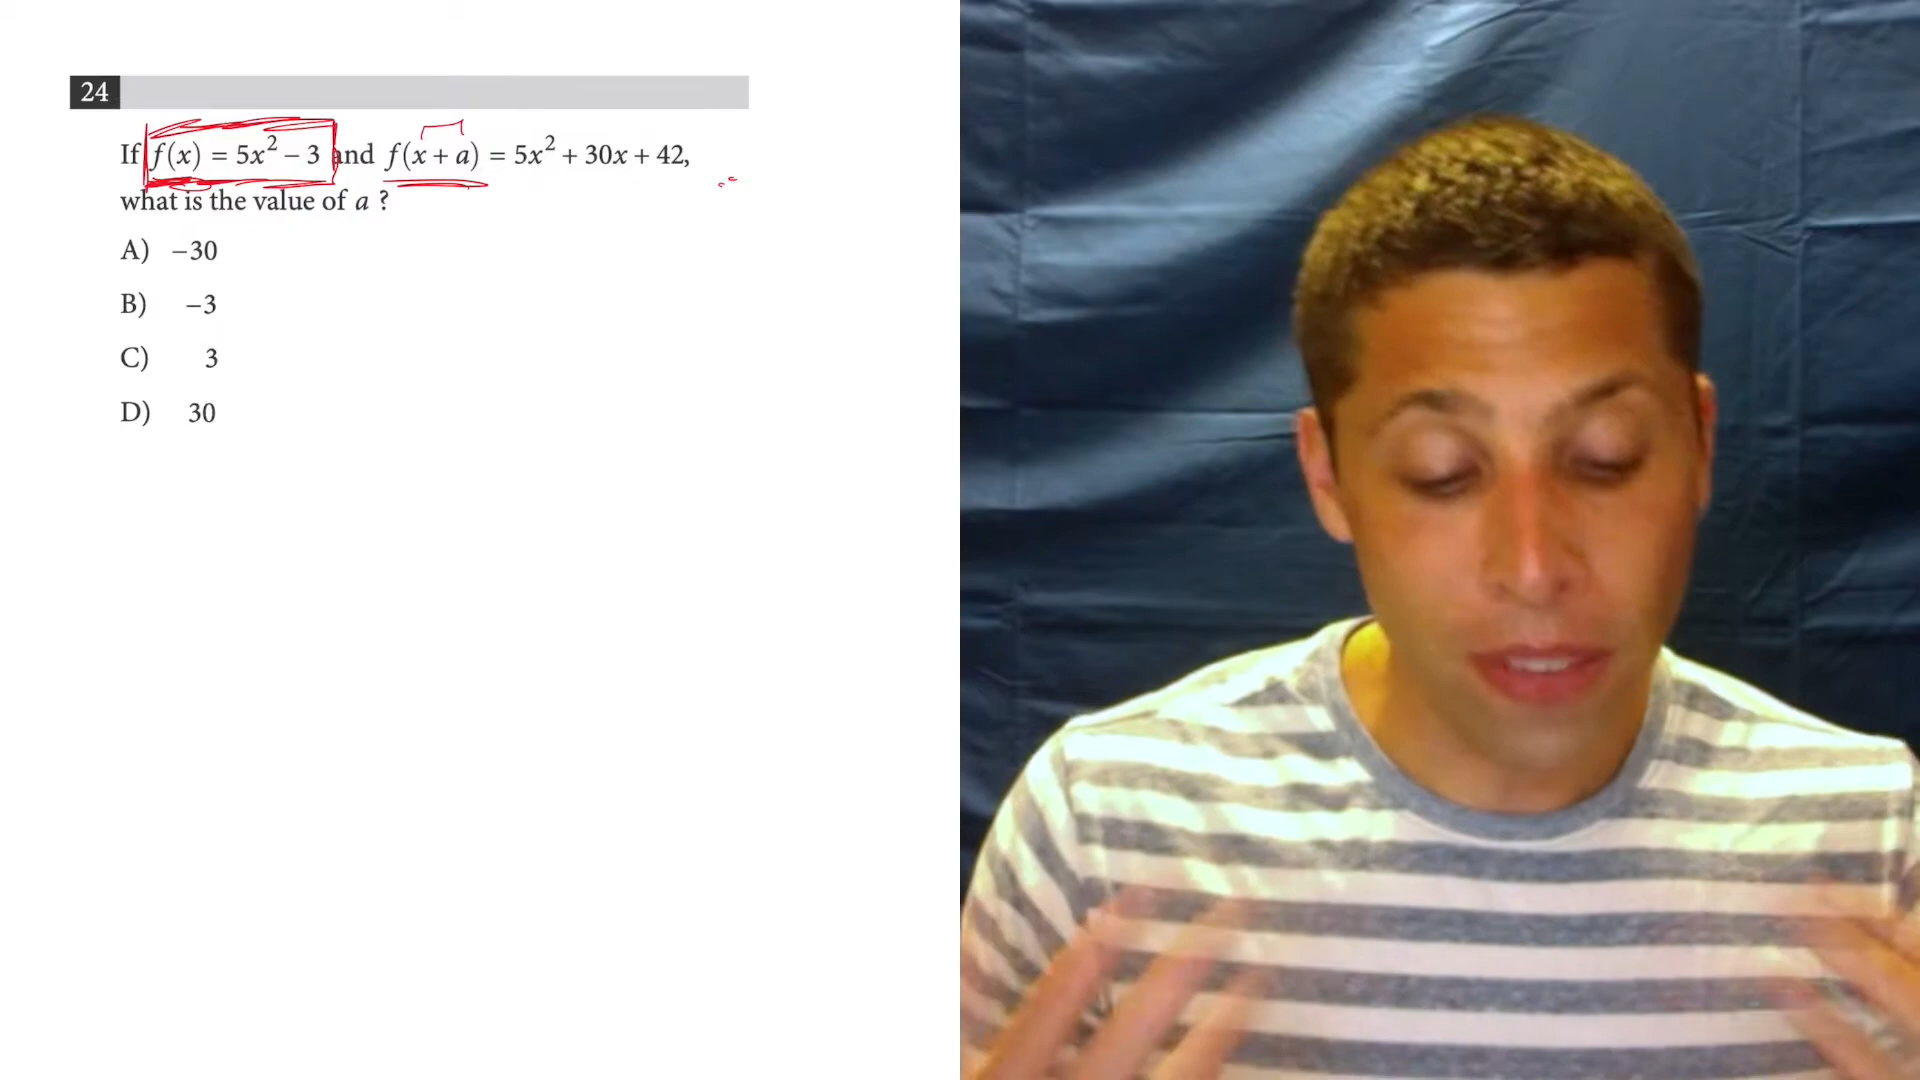 24
If f(x) = 5x² – 3 and f(x + a) = 5x² + 30x + 42,
what is the value of a ?
A) –30
B) –3
C) 3
D) 30